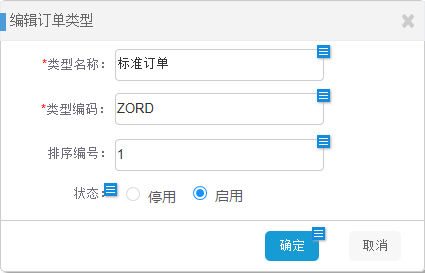 编辑订单类型
*类型名称： 标准订单
*类型编码： ZORD
排序编号： 1
状态： 停用 启用
确定 取消